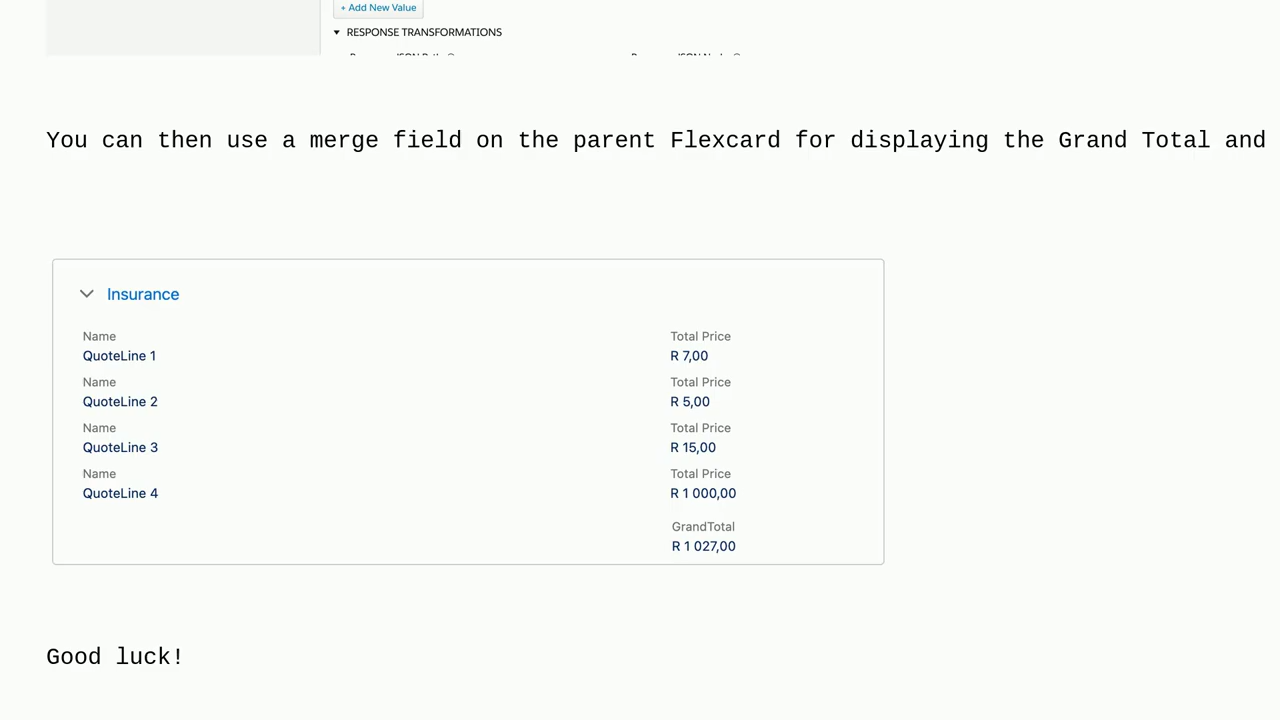 + Add New Value
RESPONSE TRANSFORMATIONS
You can then use a merge field on the parent Flexcard for displaying the Grand Total and
Insurance
Name Total Price
QuoteLine 1 R 7,00
Name Total Price
QuoteLine 2 R 5,00
Name Total Price
QuoteLine 3 R 15,00
Name Total Price
QuoteLine 4 R 1 000,00
GrandTotal
R 1 027,00
Good luck!